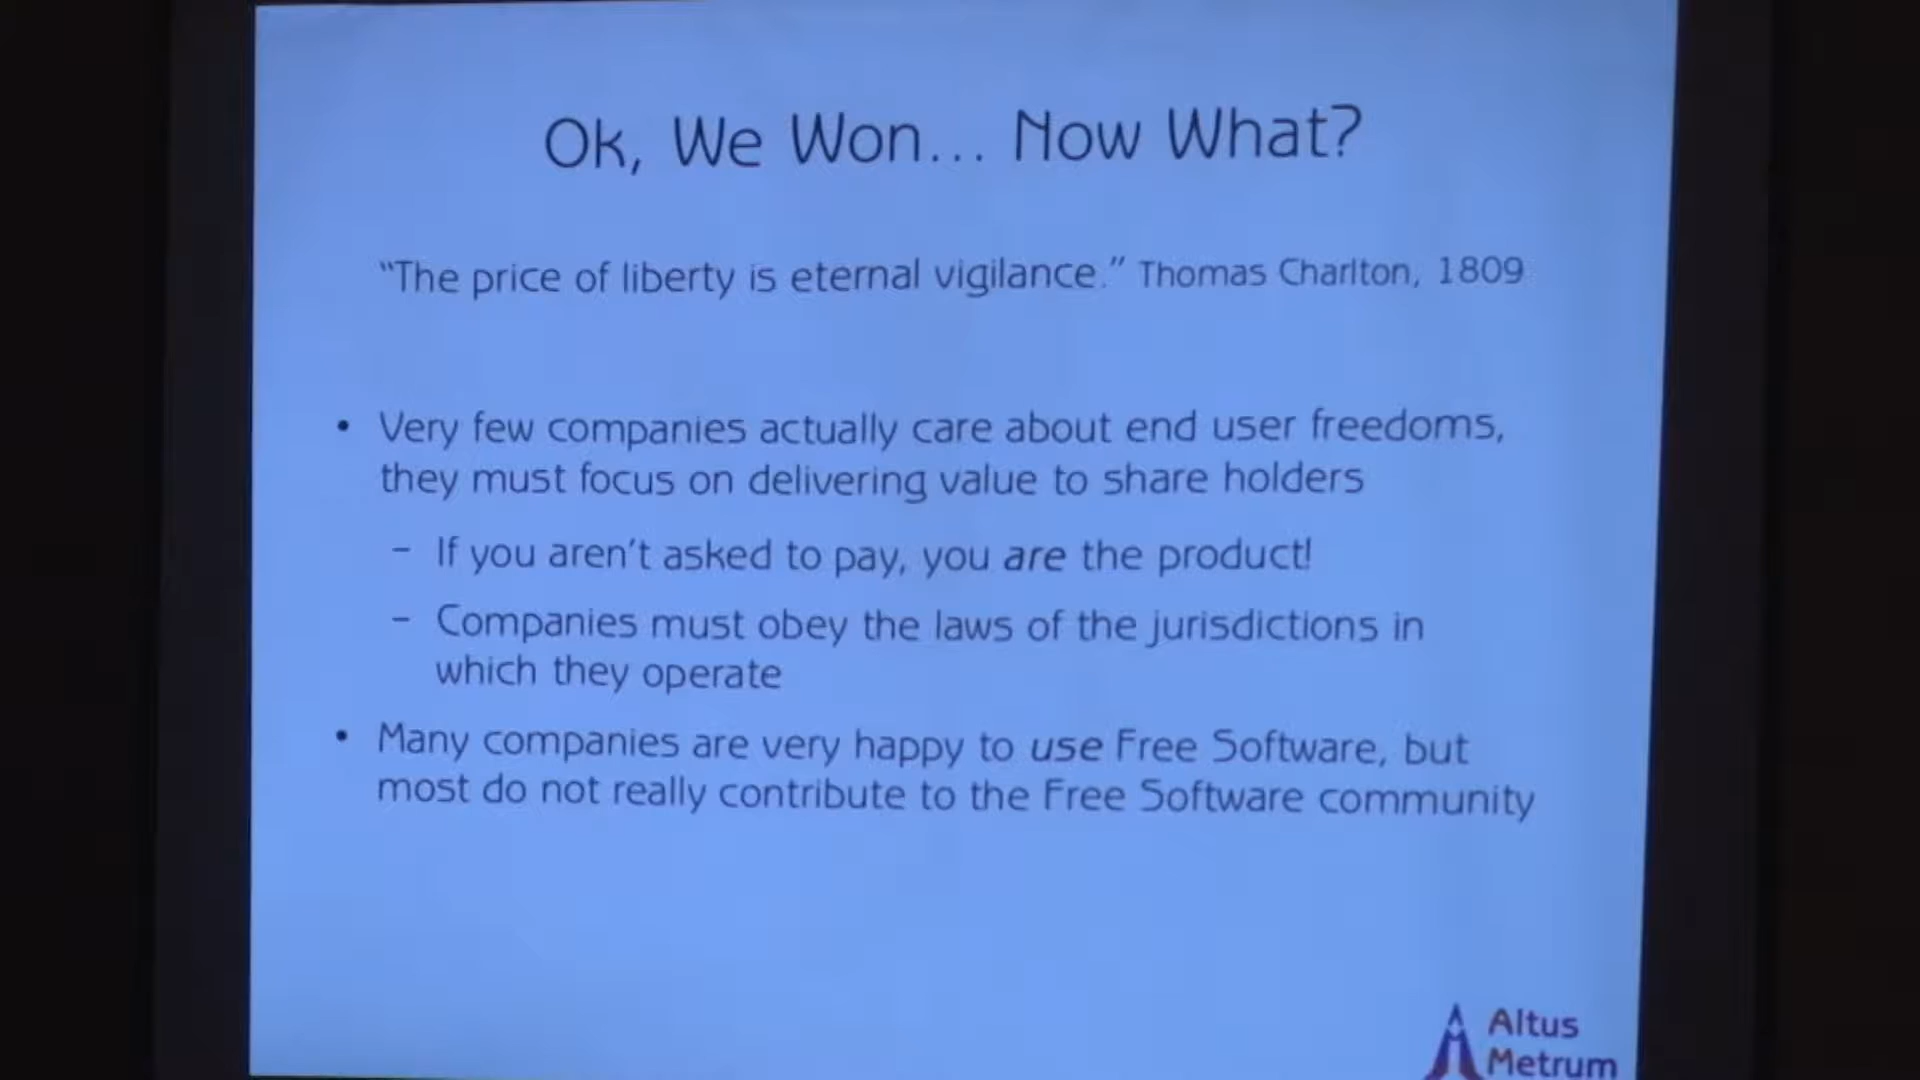 Ok, We Won... Now What?
“The price of liberty is eternal vigilance.” Thomas Charlton, 1809
• Very few companies actually care about end user freedoms,
they must focus on delivering value to share holders
– If you aren’t asked to pay, you are the product!
– Companies must obey the laws of the jurisdictions in
which they operate
• Many companies are very happy to use Free Software, but
most do not really contribute to the Free Software community
Altus
Metrum